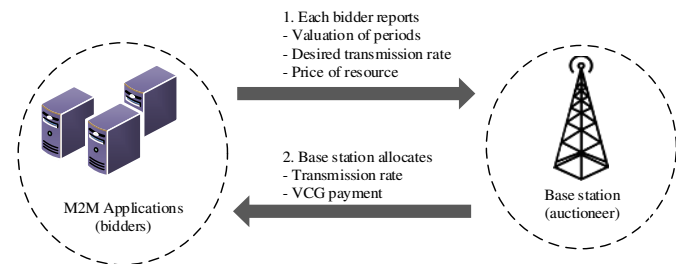 1. Each bidder reports
- Valuation of periods
- Desired transmission rate
- Price of resource
2. Base station allocates
- Transmission rate
- VCG payment
M2M Applications
(bidders)
Base station
(auctioneer)